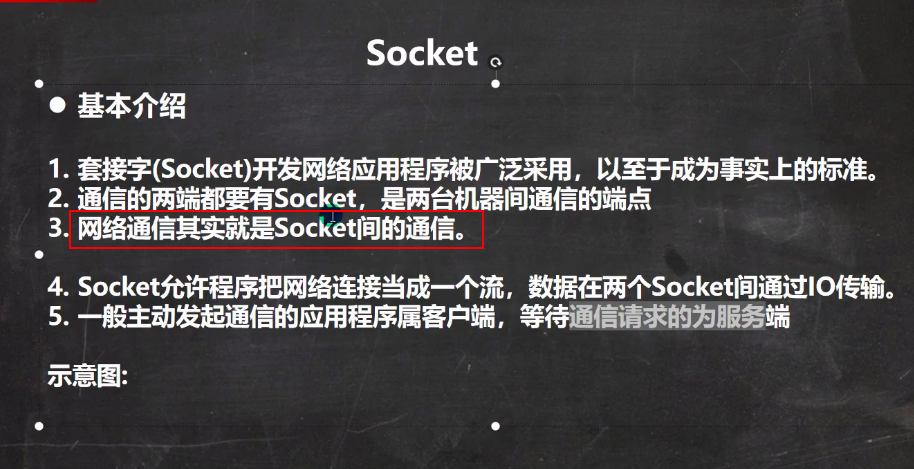 Socket
● 基本介绍
1. 套接字(Socket)开发网络应用程序被广泛采用，以至于成为事实上的标准。
2. 通信的两端都要有Socket，是两台机器间通信的端点
3. 网络通信其实就是Socket间的通信。
4. Socket允许程序把网络连接当成一个流，数据在两个Socket间通过IO传输。
5. 一般主动发起通信的应用程序属客户端，等待通信请求的为服务端
示意图: